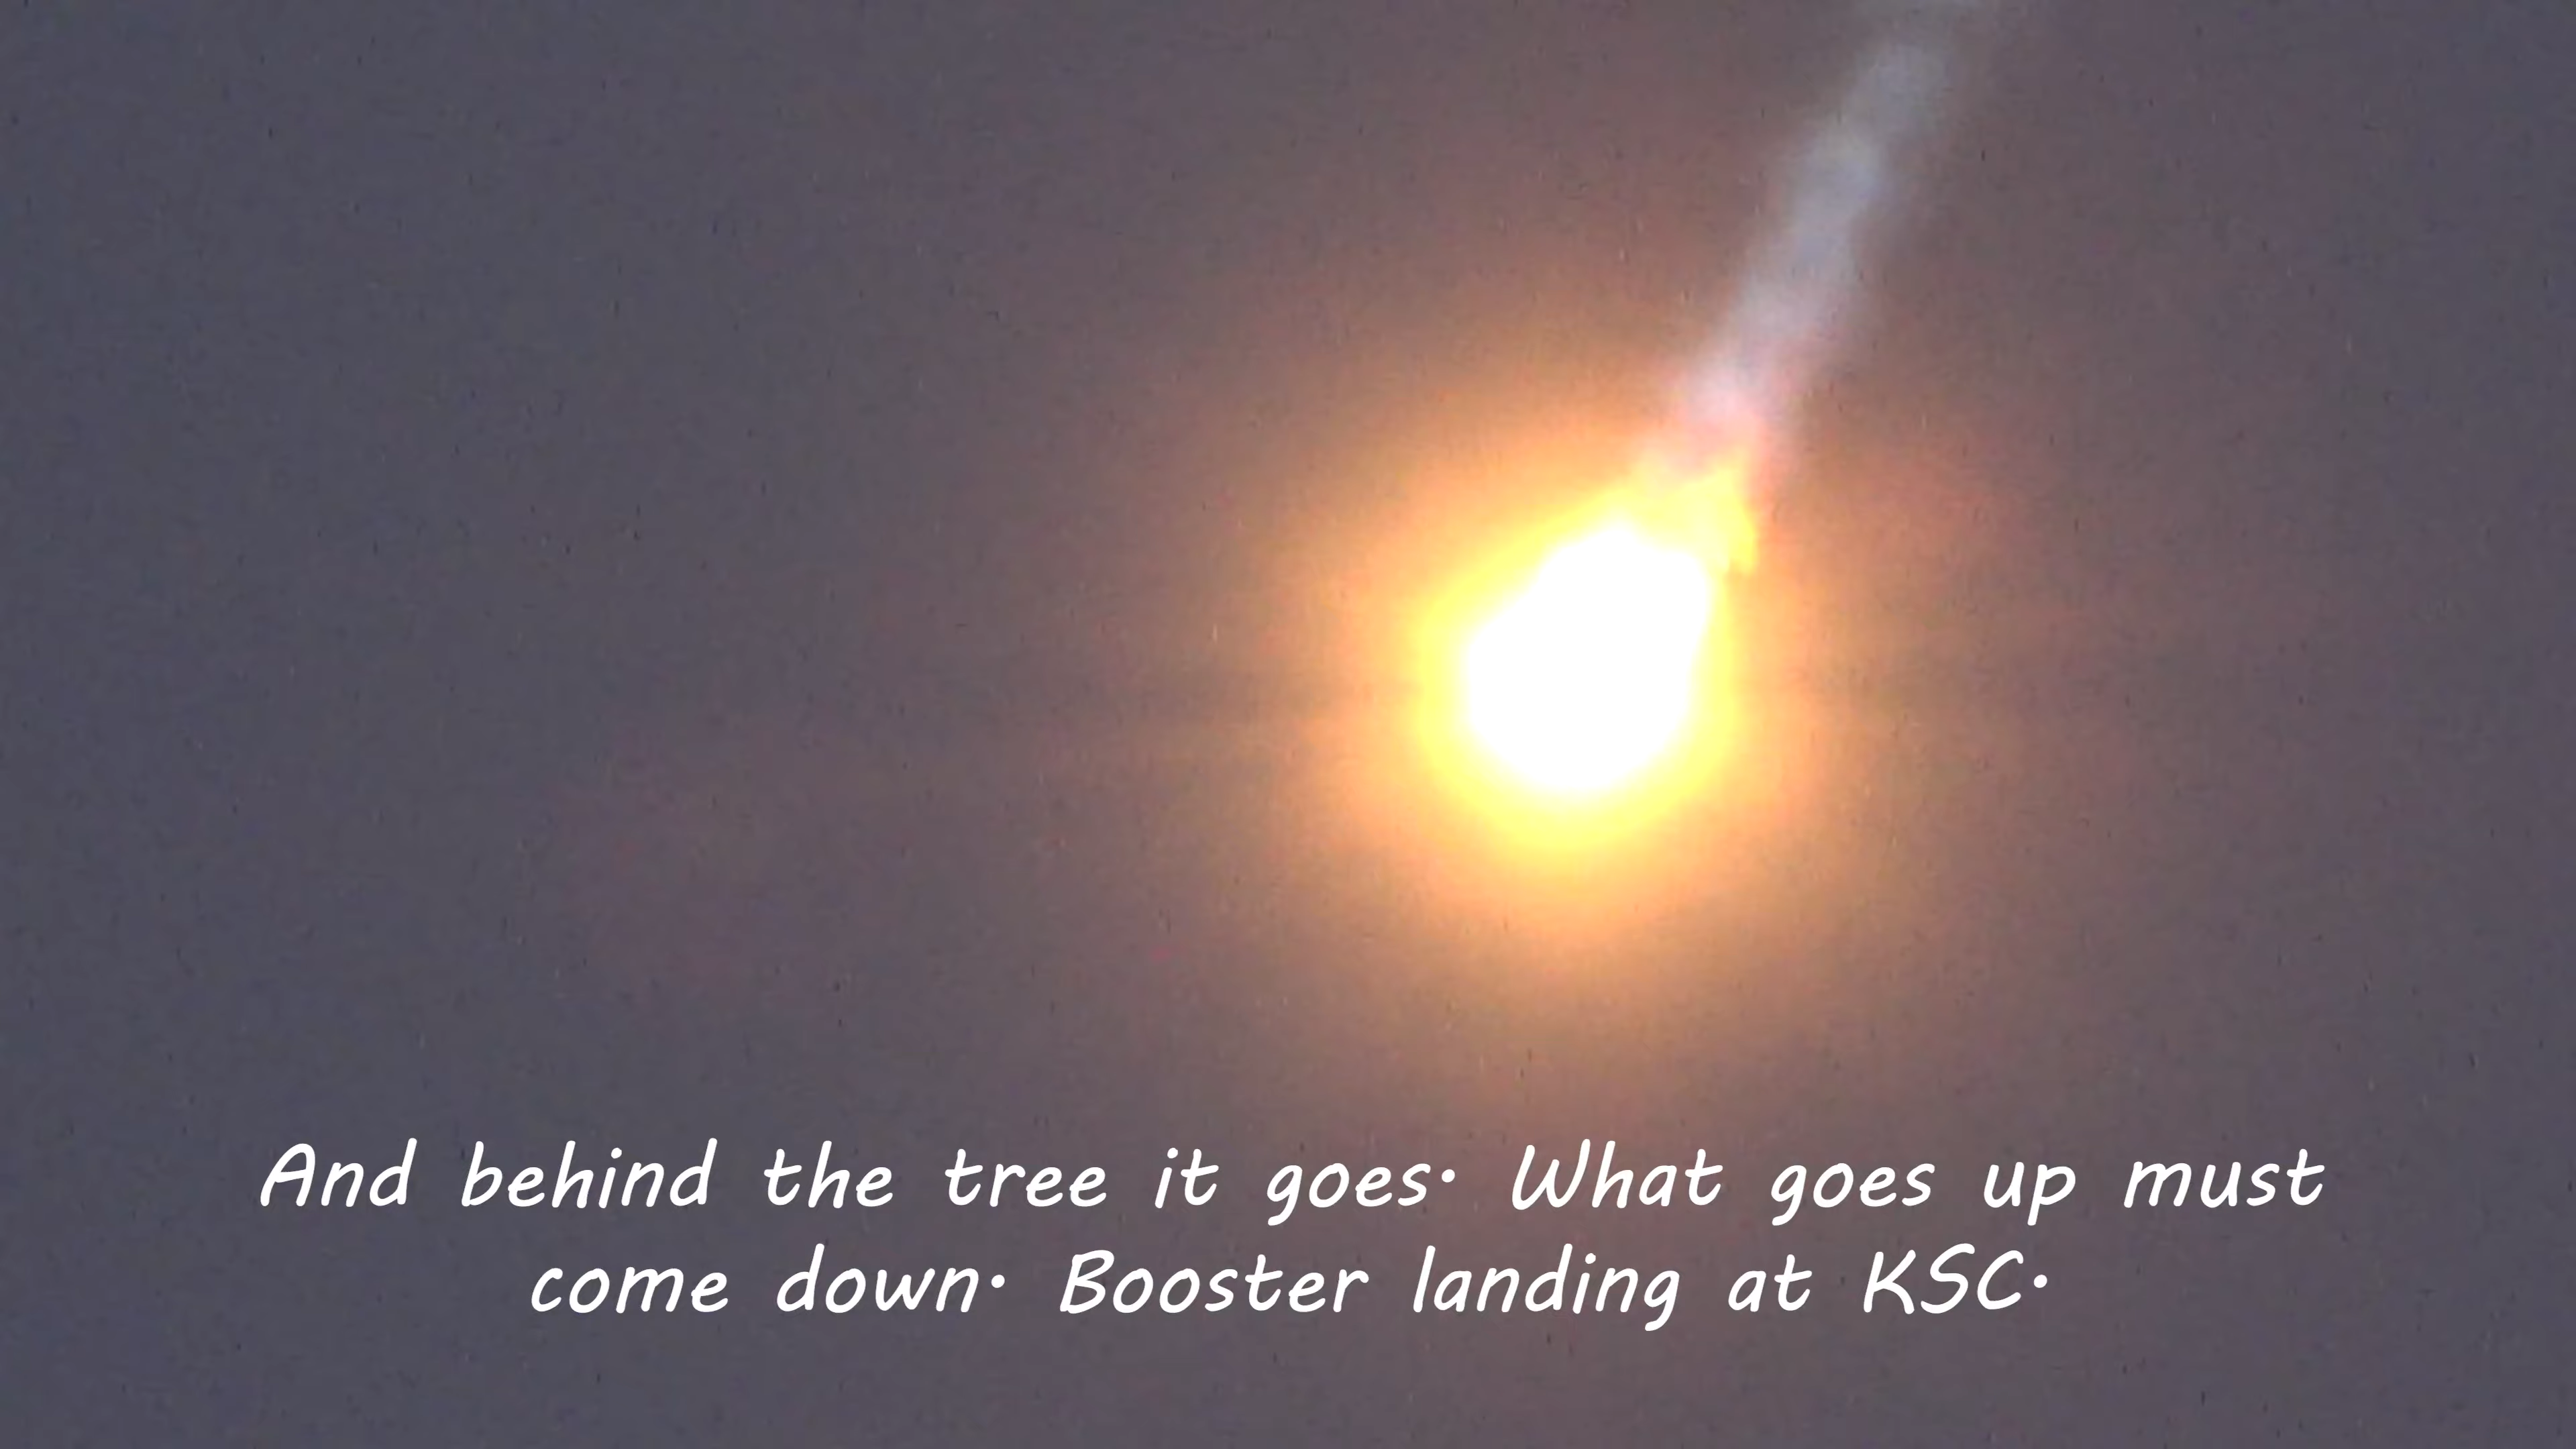 And behind the tree it goes. What goes up must
come down. Booster landing at KSC.